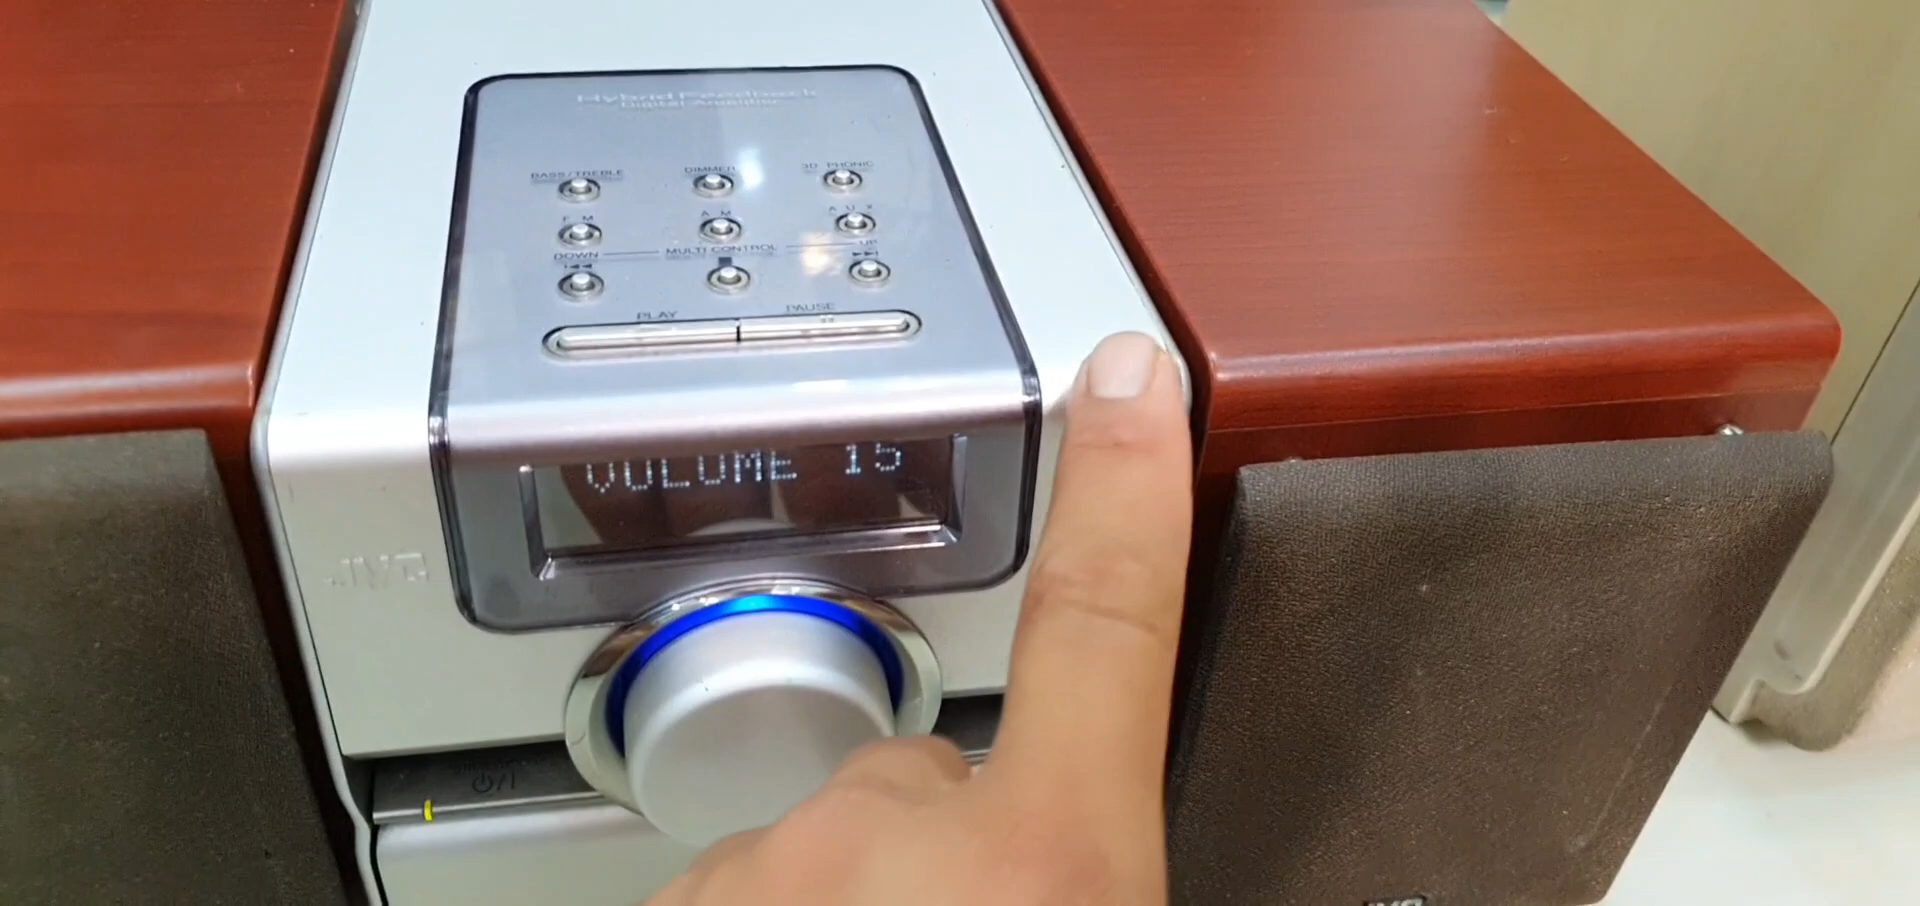 Hybrid Feedback
Digital Amplifier
BASS/TREBLE DIMMER 3D PHONIC
FM AM AUX
DOWN MULTI CONTROL UP
PLAY PAUSE
VOLUME 15
JVC
JVC